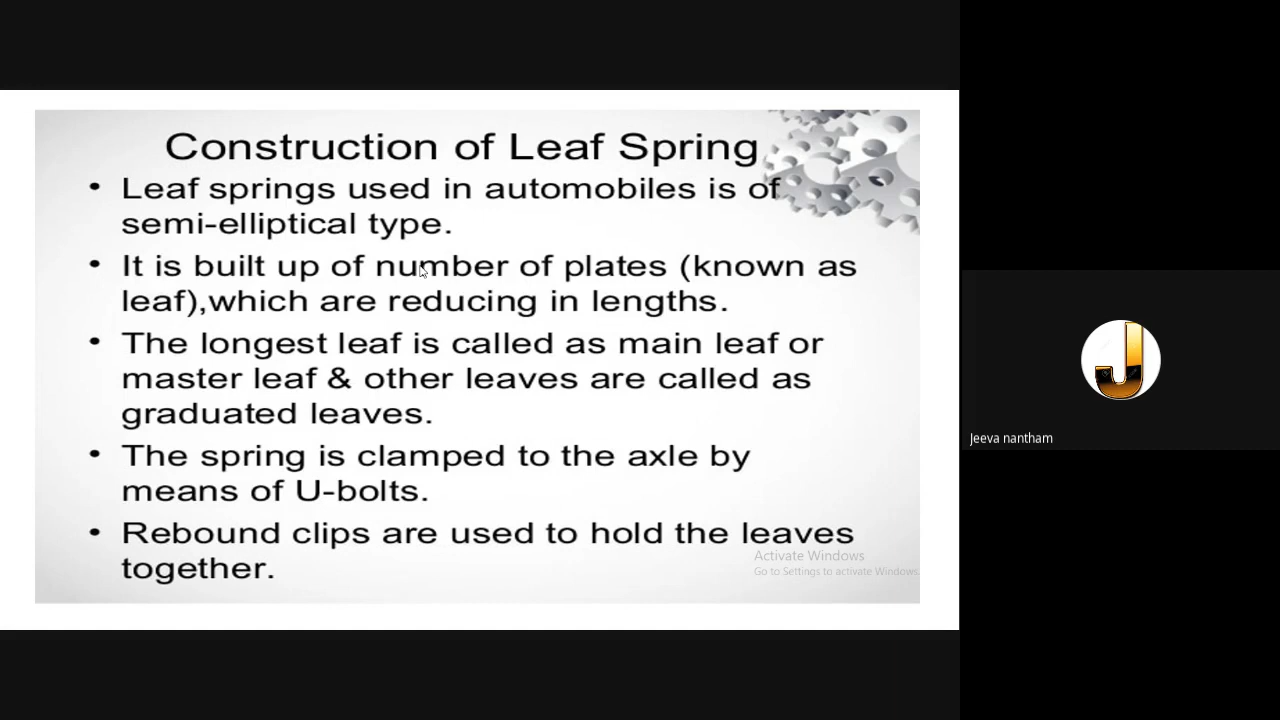 Construction of Leaf Spring
• Leaf springs used in automobiles is of
semi-elliptical type.
• It is built up of number of plates (known as
leaf),which are reducing in lengths.
• The longest leaf is called as main leaf or
master leaf & other leaves are called as
graduated leaves.
• The spring is clamped to the axle by
means of U-bolts.
• Rebound clips are used to hold the leaves
together.
Activate Windows
Go to Settings to activate Windows.
J
Jeeva nantham